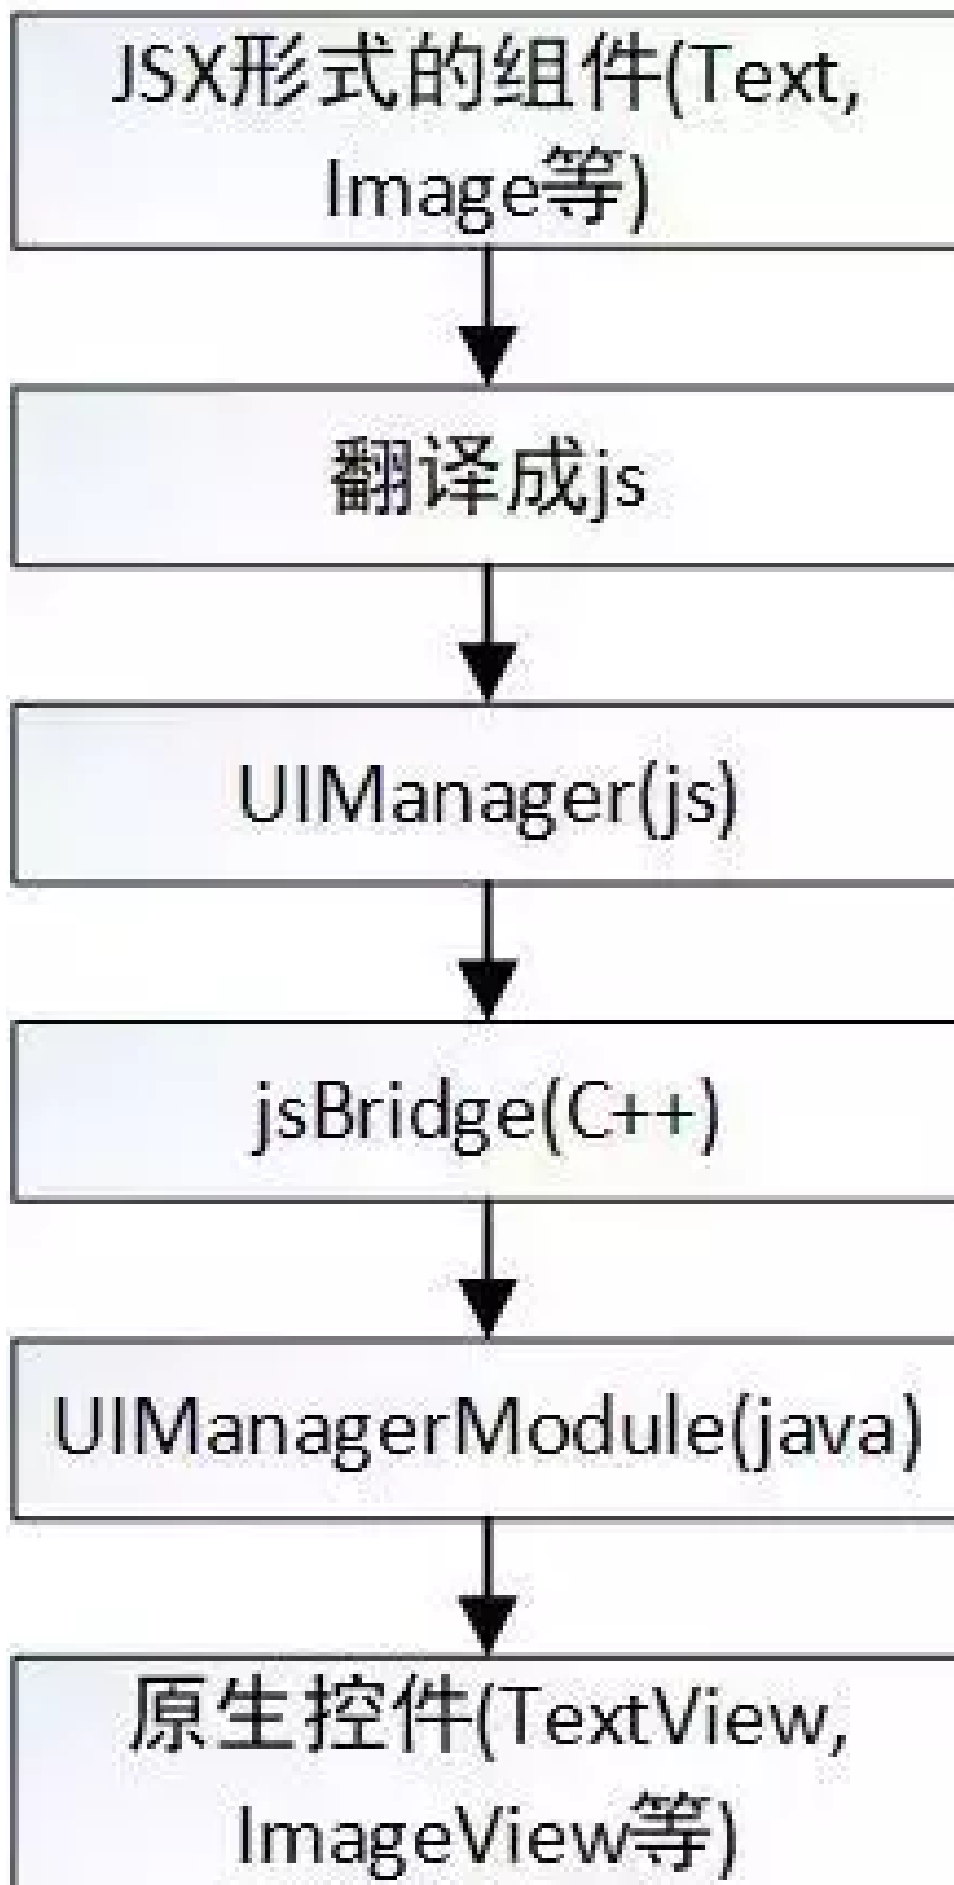 JSX形式的组件(Text,
Image等)
翻译成js
UIManager(js)
jsBridge(C++)
UIManagerModule(java)
原生控件(TextView,
ImageView等)